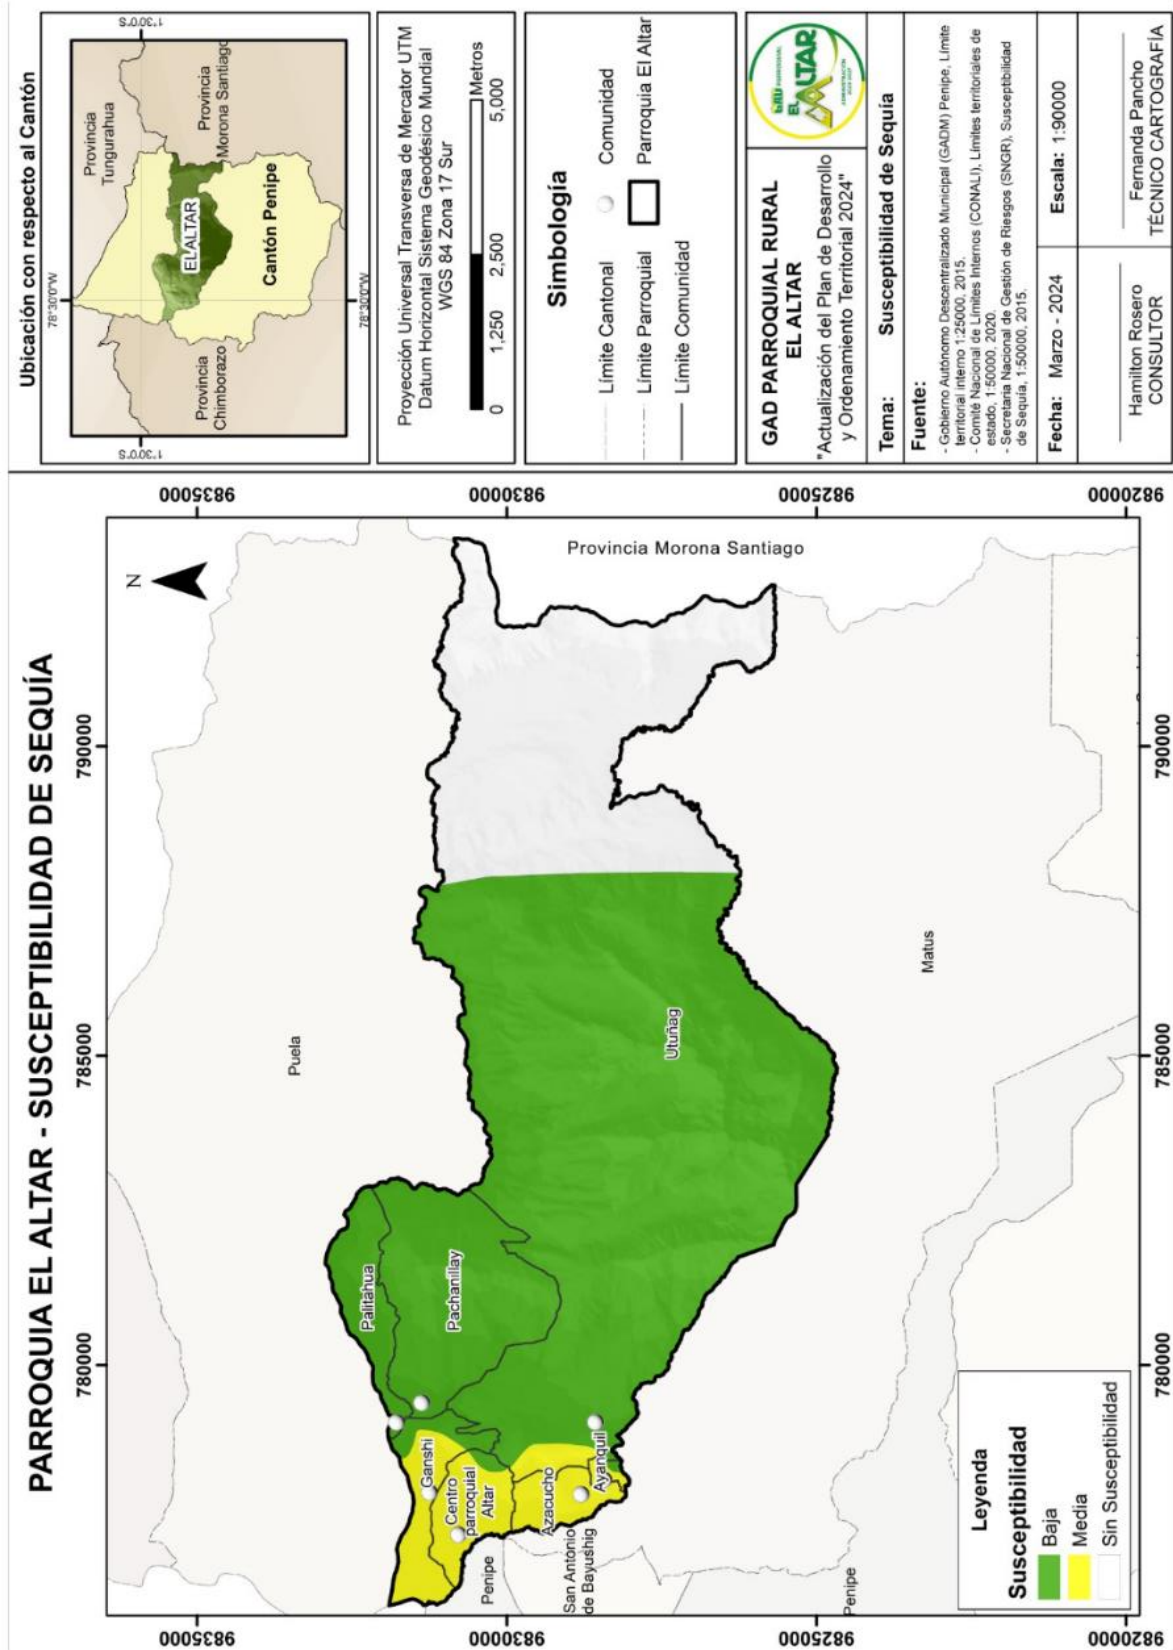 PARROQUIA EL ALTAR - SUSCEPTIBILIDAD DE SEQUÍA
780000
785000
790000
9835000
9830000
9825000
9820000
N
Puela
Provincia Morona Santiago
Palitahua
Pachanillay
Ganshi
Centro
parroquial
Altar
Azacucho
Ayanquil
Utuñag
Penipe
San Antonio
de Bayushig
Penipe
Matus
Leyenda
Susceptibilidad
Baja
Media
Sin Susceptibilidad
9835000
9830000
9825000
9820000
780000
785000
790000
Ubicación con respecto al Cantón
78°30'0"W
1°30'0"S
1°30'0"S
Provincia
Tungurahua
Provincia
Morona Santiago
EL ALTAR
Provincia
Chimborazo
Cantón Penipe
78°30'0"W
Proyección Universal Transversa de Mercator UTM
Datum Horizontal Sistema Geodésico Mundial
WGS 84 Zona 17 Sur
0 1,250 2,500 5,000
Metros
Simbología
Límite Cantonal
Comunidad
Límite Parroquial
Parroquia El Altar
Límite Comunidad
GAD PARROQUIAL RURAL
EL ALTAR
"Actualización del Plan de Desarrollo
y Ordenamiento Territorial 2024"
EL ALTAR
Tema: Susceptibilidad de Sequía
Fuente:
- Gobierno Autónomo Descentralizado Municipal (GADM) Penipe, Límite
territorial interno 1:25000, 2015.
- Comité Nacional de Límites Internos (CONALI), Límites territoriales de
estado, 1:50000, 2020.
- Secretaria Nacional de Gestión de Riesgos (SNGR), Susceptibilidad
de Sequía, 1:50000, 2015.
Fecha: Marzo - 2024
Escala: 1:90000
Hamilton Rosero
CONSULTOR
Fernanda Pancho
TÉCNICO CARTOGRAFÍA